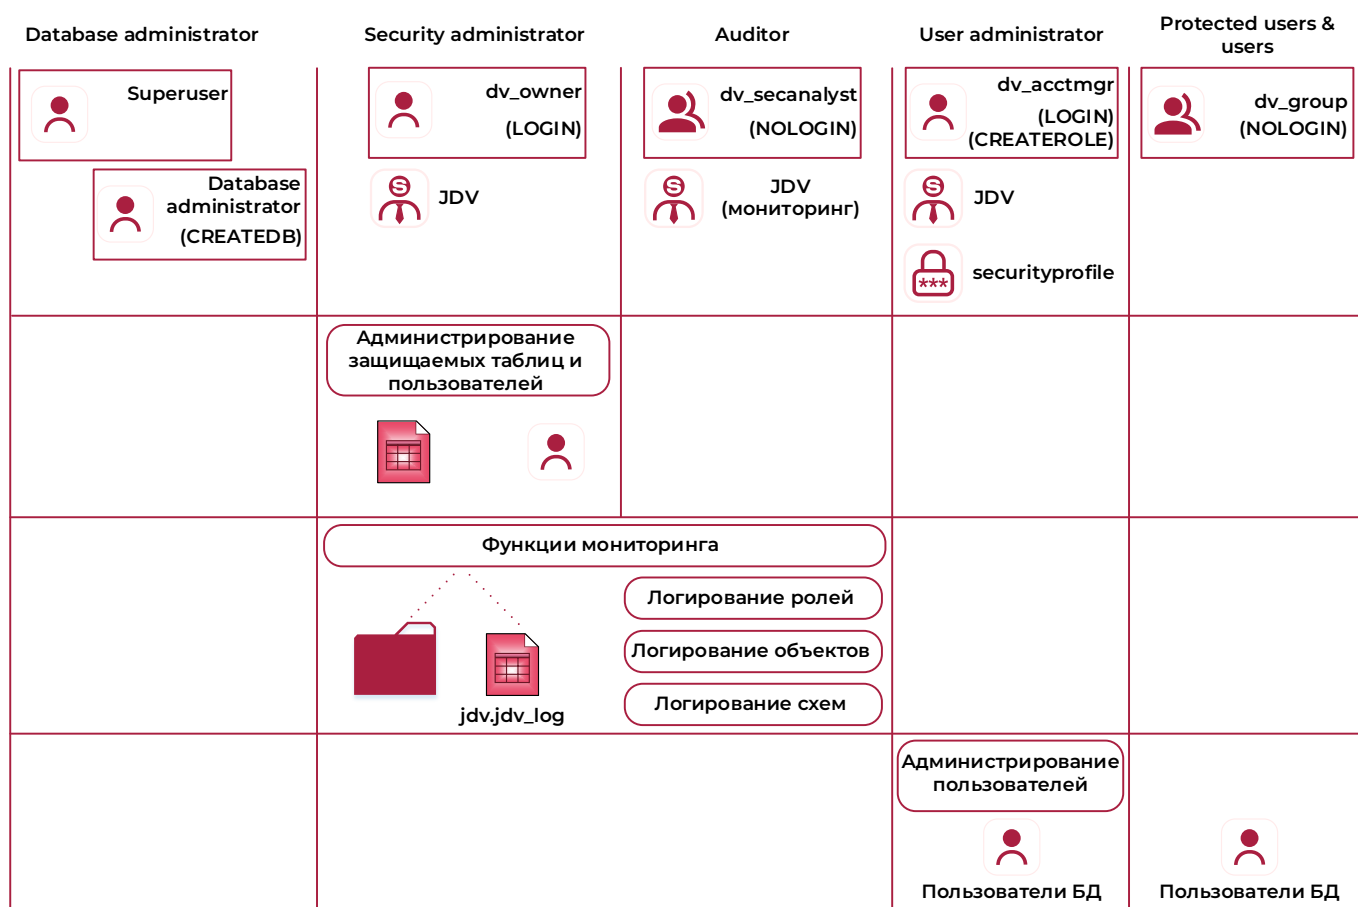 Database administrator
Security administrator
Auditor
User administrator
Protected users &
users
Superuser
Database
administrator
(CREATEDB)
dv_owner
(LOGIN)
JDV
dv_secanalyst
(NOLOGIN)
JDV
(мониторинг)
dv_acctmgr
(LOGIN)
(CREATEROLE)
JDV
***
securityprofile
dv_group
(NOLOGIN)
Администрирование
защищаемых таблиц и
пользователей
Функции мониторинга
jdv.jdv_log
Логирование ролей
Логирование объектов
Логирование схем
Администрирование
пользователей
Пользователи БД
Пользователи БД